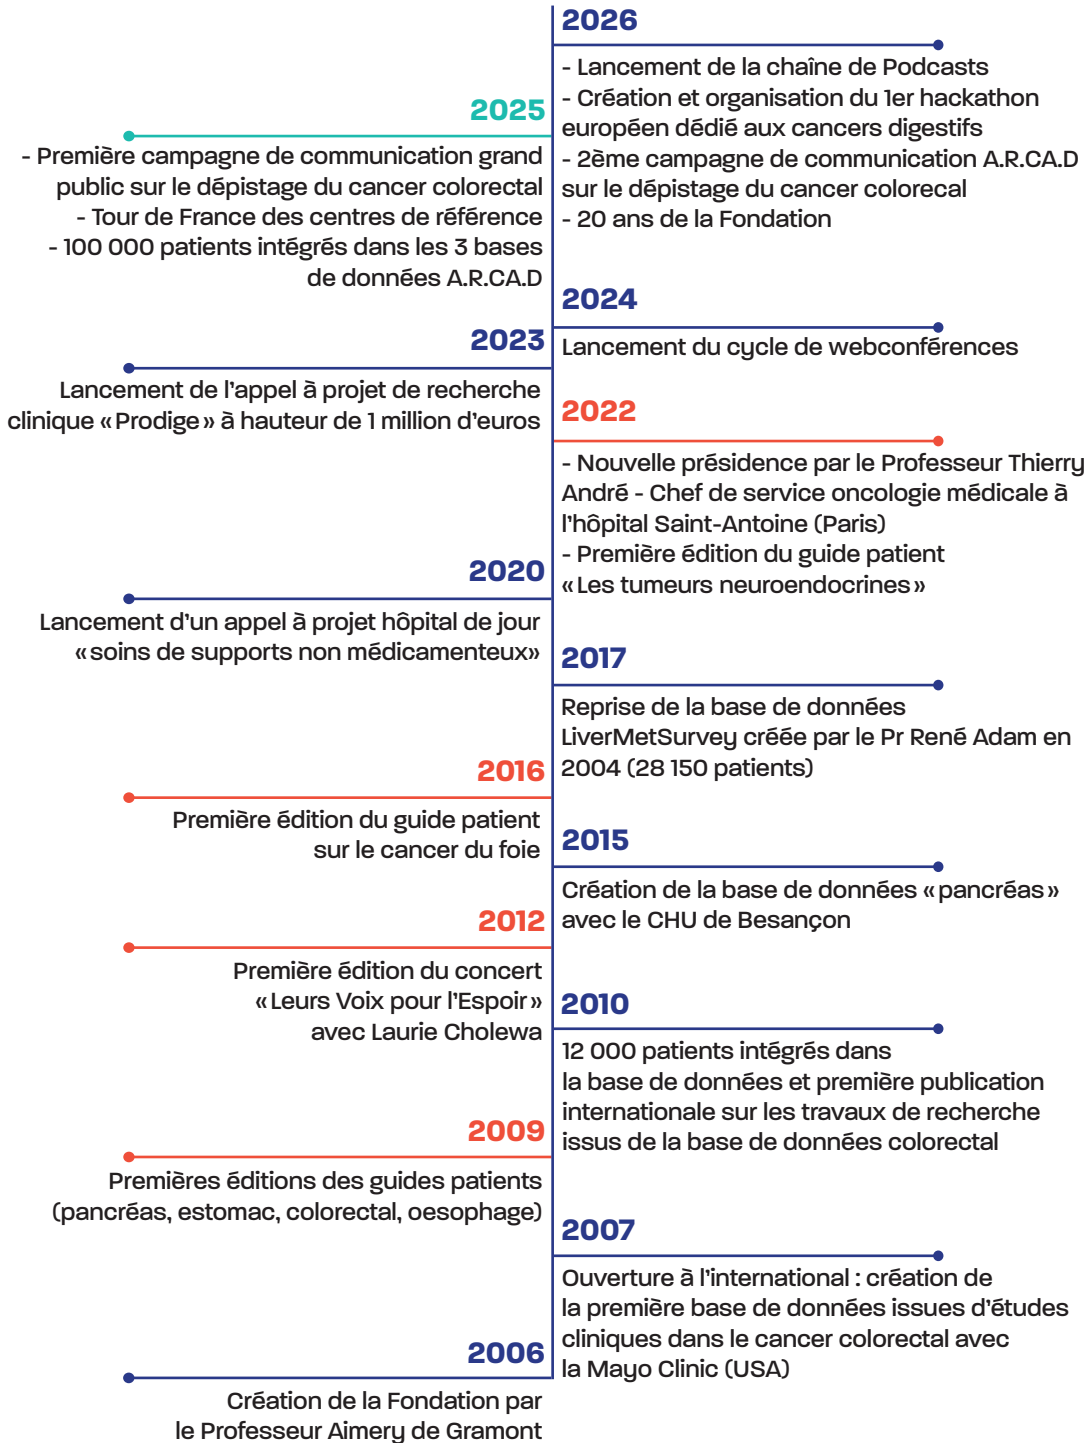 2026
- Lancement de la chaîne de Podcasts
- Création et organisation du 1er hackathon
européen dédié aux cancers digestifs
- 2ème campagne de communication A.R.CA.D
sur le dépistage du cancer colorecal
- 20 ans de la Fondation
2025
- Première campagne de communication grand
public sur le dépistage du cancer colorectal
- Tour de France des centres de référence
- 100 000 patients intégrés dans les 3 bases
de données A.R.CA.D
2024
Lancement du cycle de webconférences
2023
Lancement de l'appel à projet de recherche
clinique « Prodige » à hauteur de 1 million d'euros
2022
- Nouvelle présidence par le Professeur Thierry
André - Chef de service oncologie médicale à
l'hôpital Saint-Antoine (Paris)
- Première édition du guide patient
« Les tumeurs neuroendocrines »
2020
Lancement d'un appel à projet hôpital de jour
« soins de supports non médicamenteux»
2017
Reprise de la base de données
LiverMetSurvey créée par le Pr René Adam en
2004 (28 150 patients)
2016
Première édition du guide patient
sur le cancer du foie
2015
Création de la base de données « pancréas »
avec le CHU de Besançon
2012
Première édition du concert
« Leurs Voix pour l'Espoir »
avec Laurie Cholewa
2010
12 000 patients intégrés dans
la base de données et première publication
internationale sur les travaux de recherche
issus de la base de données colorectal
2009
Premières éditions des guides patients
(pancréas, estomac, colorectal, oesophage)
2007
Ouverture à l'international : création de
la première base de données issues d'études
cliniques dans le cancer colorectal avec
la Mayo Clinic (USA)
2006
Création de la Fondation par
le Professeur Aimery de Gramont